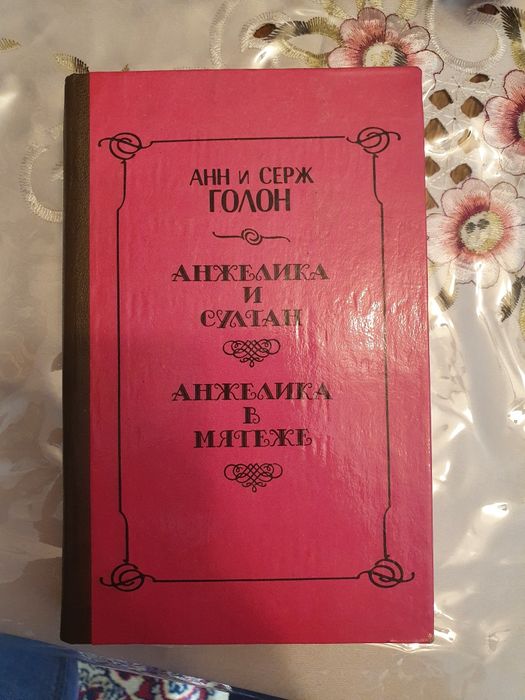 АНН И СЕРЖ
ГОЛОН
АНЖЕЛИКА
И
СУЛТАН
АНЖЕЛИКА
В
МЯТЕЖЕ